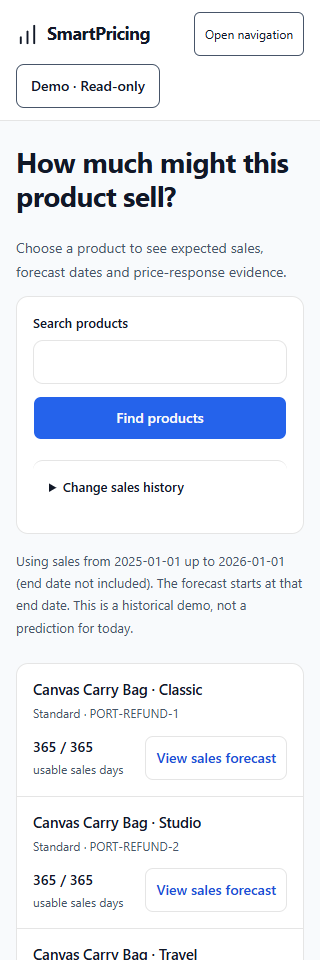 SmartPricing
Open navigation
Demo · Read-only
How much might this
product sell?
Choose a product to see expected sales,
forecast dates and price-response evidence.
Search products
Find products
▶ Change sales history
Using sales from 2025-01-01 up to 2026-01-01
(end date not included). The forecast starts at that
end date. This is a historical demo, not a
prediction for today.
Canvas Carry Bag · Classic
Standard · PORT-REFUND-1
365 / 365
usable sales days
View sales forecast
Canvas Carry Bag · Studio
Standard · PORT-REFUND-2
365 / 365
usable sales days
View sales forecast
Canvas Carry Bag · Travel